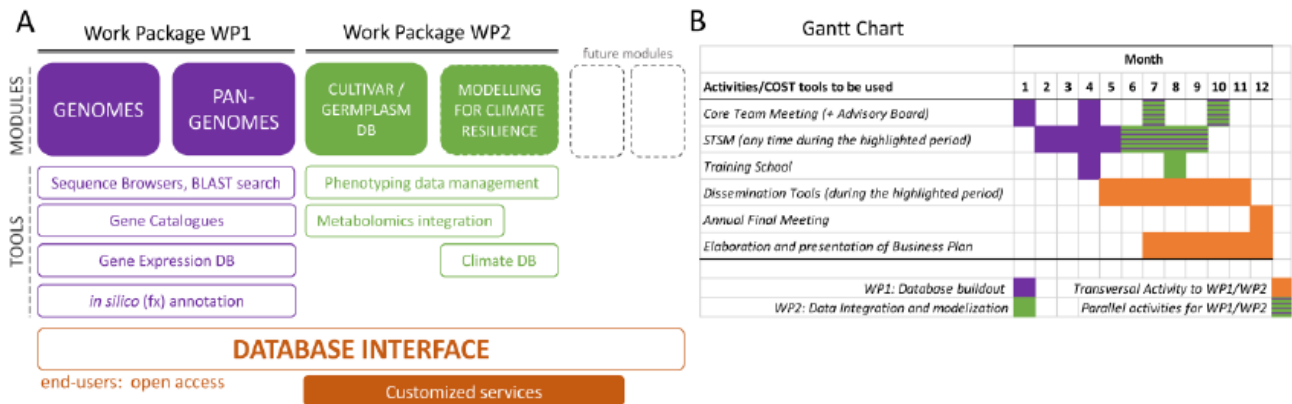 A
Work Package WP1
Work Package WP2
future modules
MODULES
GENOMES
PAN-
GENOMES
CULTIVAR /
GERMPLASM
DB
MODELLING
FOR CLIMATE
RESILIENCE
TOOLS
Sequence Browsers, BLAST search
Phenotyping data management
Gene Catalogues
Metabolomics integration
Gene Expression DB
Climate DB
in silico (fx) annotation
DATABASE INTERFACE
end-users: open access
Customized services
B
Gantt Chart
Month
Activities/COST tools to be used 1 2 3 4 5 6 7 8 9 10 11 12
Core Team Meeting (+ Advisory Board)
STSM (any time during the highlighted period)
Training School
Dissemination Tools (during the highlighted period)
Annual Final Meeting
Elaboration and presentation of Business Plan
WP1: Database buildout
Transversal Activity to WP1/WP2
WP2: Data Integration and modelization
Parallel activities for WP1/WP2